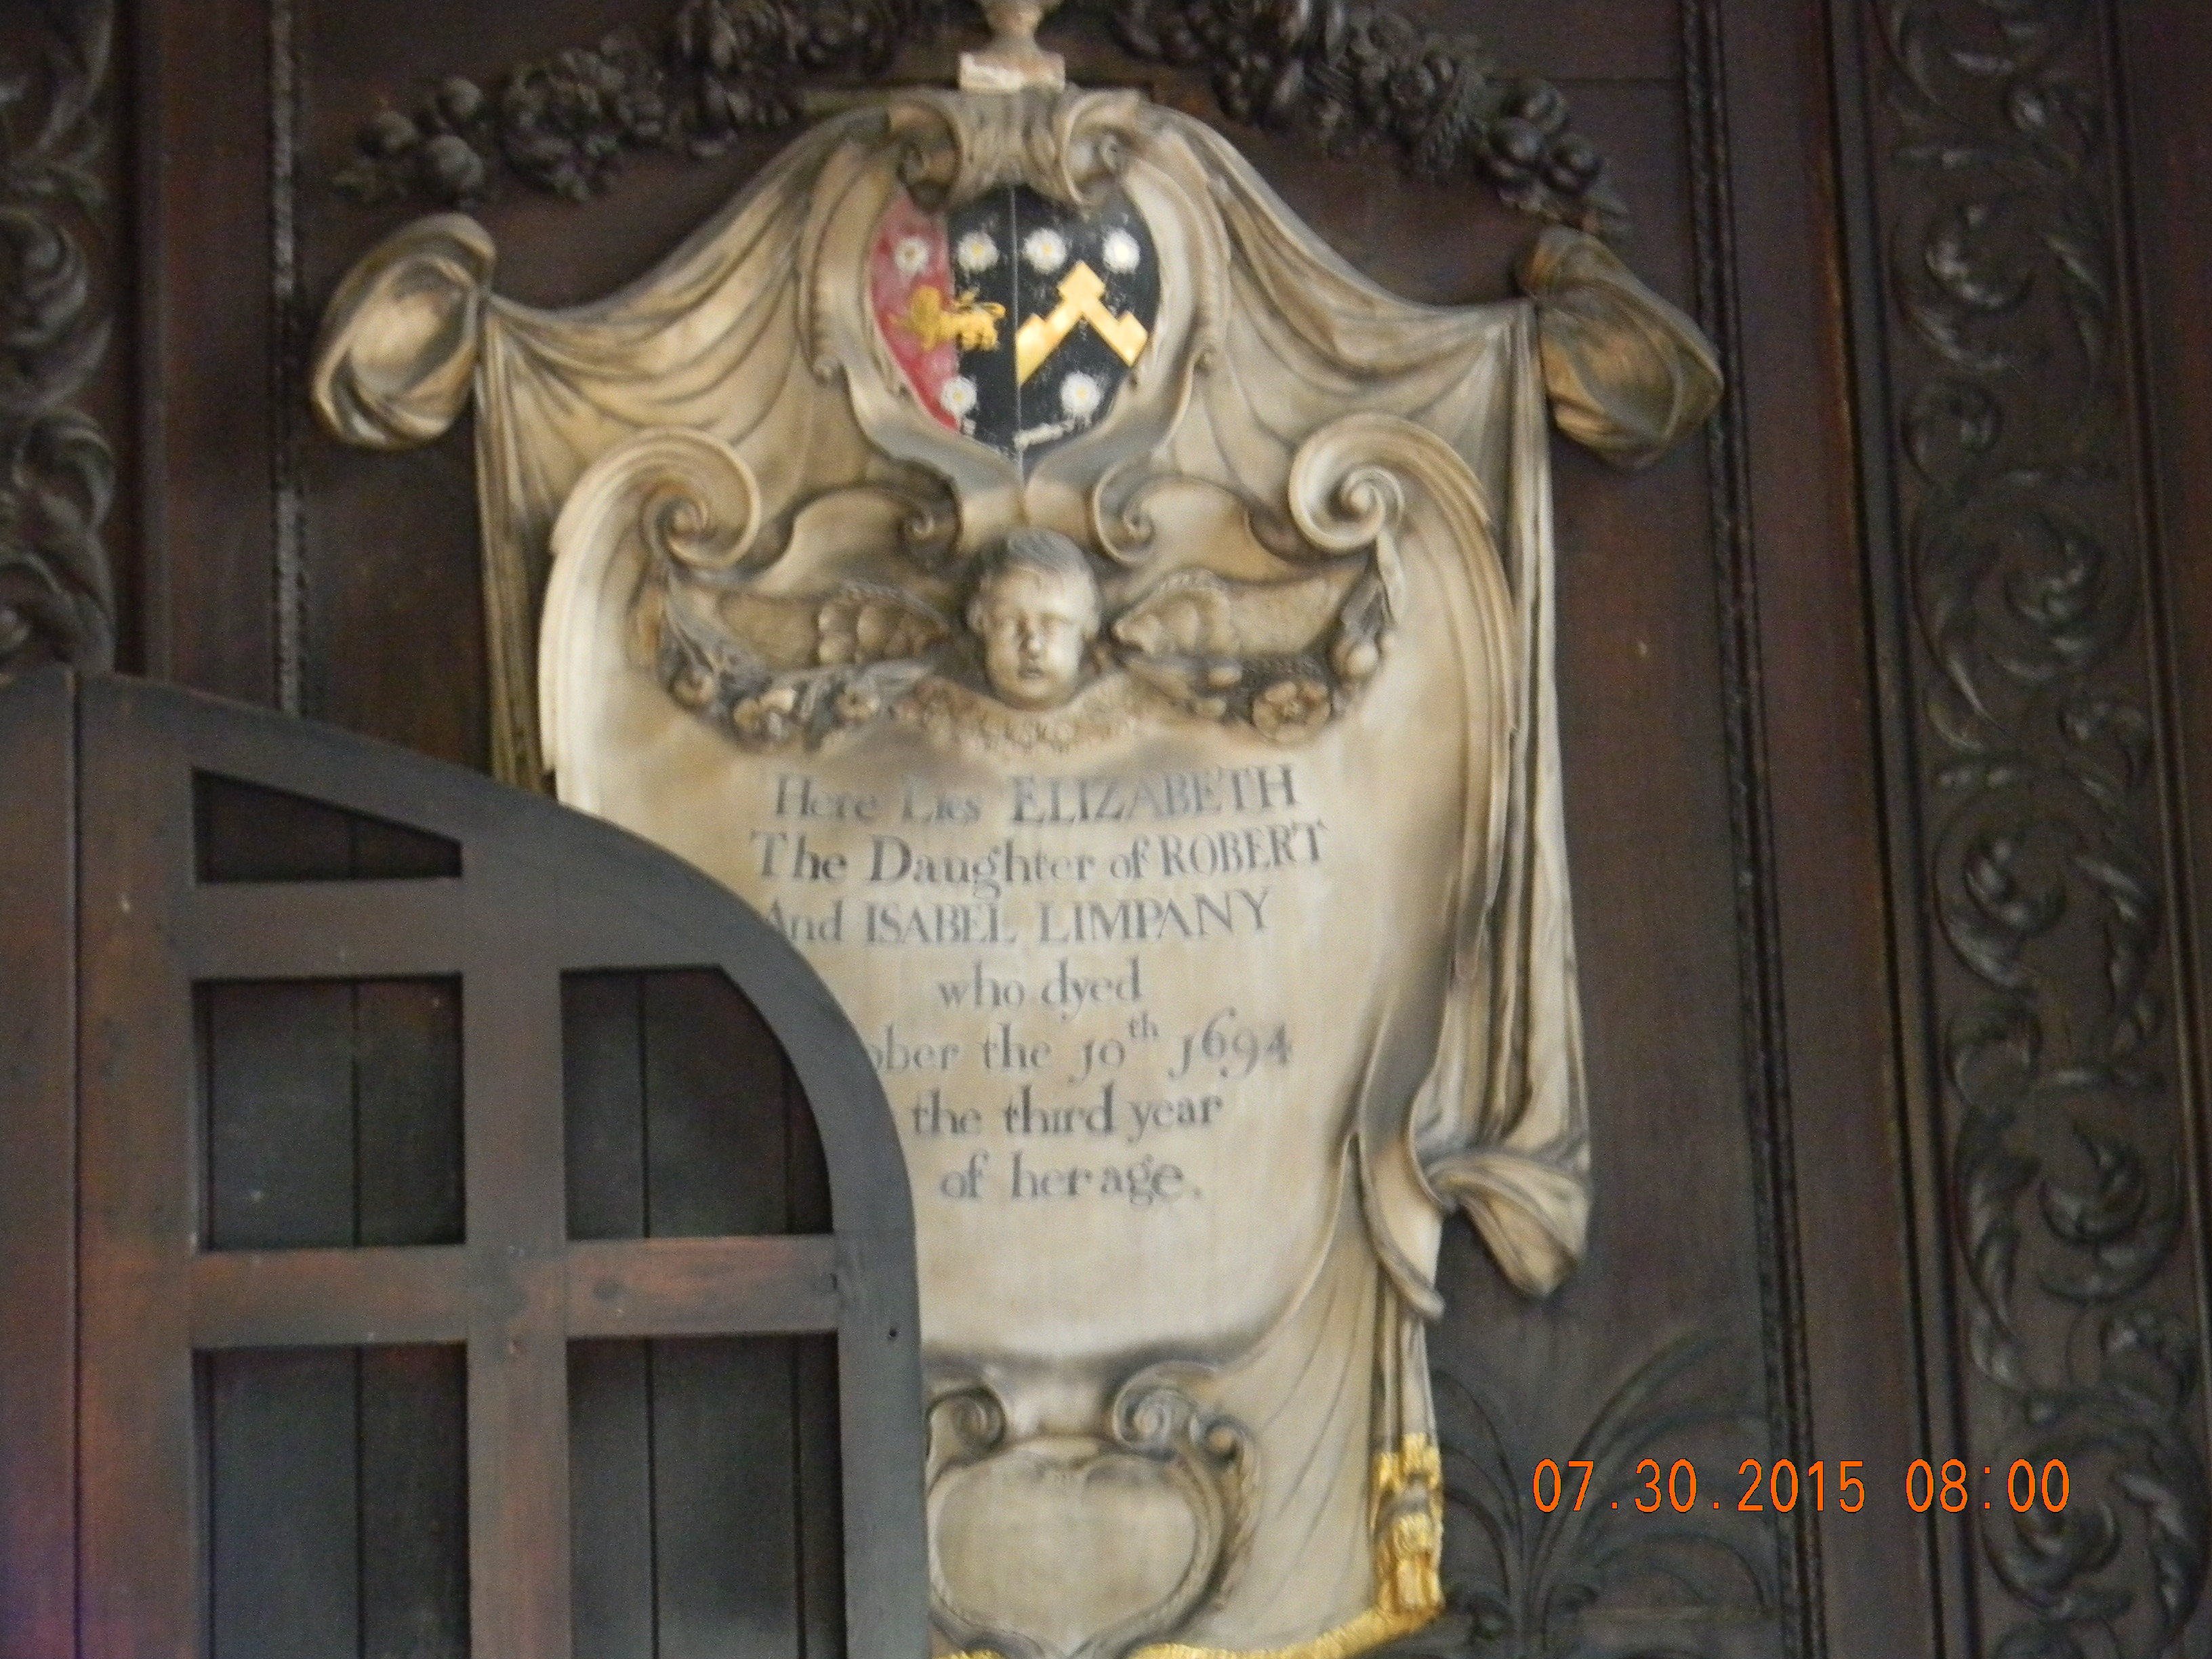 Here Lies ELIZABETH
The Daughter of ROBERT
And ISABEL LIMPANY
who dyed
ober the 10th 1694
the third year
of her age.
07.30.2015 08:00